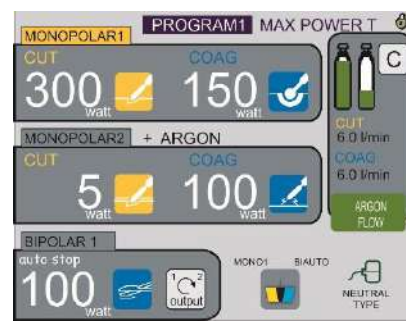 PROGRAM1 MAX POWER T
MONOPOLAR1
CUT COAG
300 watt 150 watt
C
CUT
6.0 l/min
COAG
6.0 l/min
ARGON
FLOW
MONOPOLAR2 + ARGON
CUT COAG
5 watt 100 watt
BIPOLAR 1
auto stop
100 watt
1 2
output
MONO1 BIAUTO
NEUTRAL
TYPE